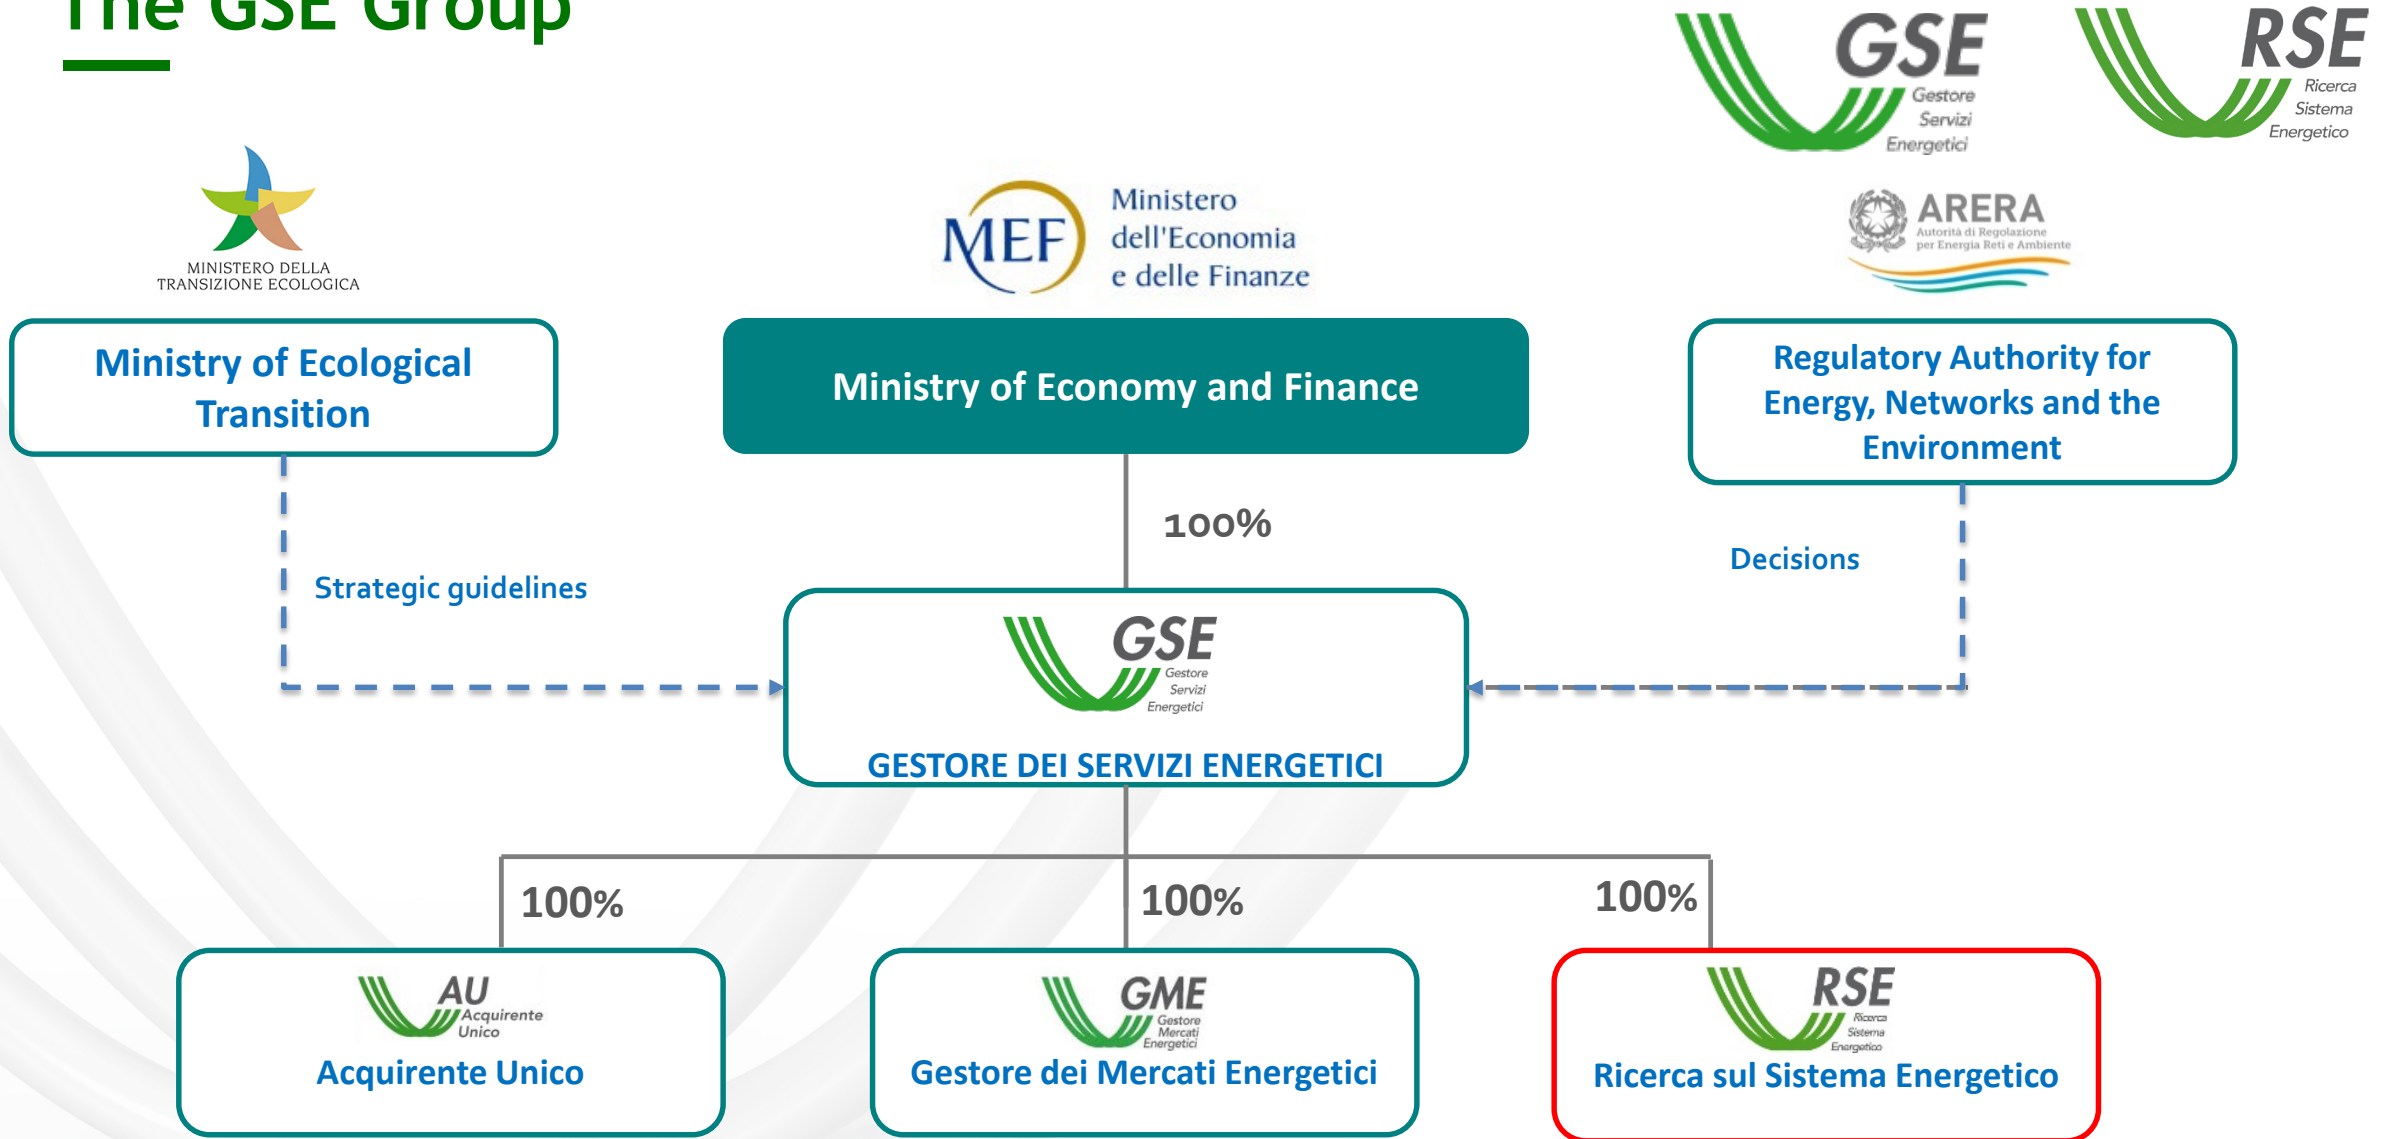 The GSE Group
GSE
Gestore
Servizi
Energetici
RSE
Ricerca
Sistema
Energetico
MINISTERO DELLA
TRANSIZIONE ECOLOGICA
MEF
Ministero
dell'Economia
e delle Finanze
ARERA
Autorità di Regolazione
per Energia Reti e Ambiente
Ministry of Ecological
Transition
Ministry of Economy and Finance
Regulatory Authority for
Energy, Networks and the
Environment
100%
Strategic guidelines
Decisions
GSE
Gestore
Servizi
Energetici
GESTORE DEI SERVIZI ENERGETICI
100%
100%
100%
AU
Acquirente
Unico
Acquirente Unico
GME
Gestore
Mercati
Energetici
Gestore dei Mercati Energetici
RSE
Ricerca
Sistema
Energetico
Ricerca sul Sistema Energetico